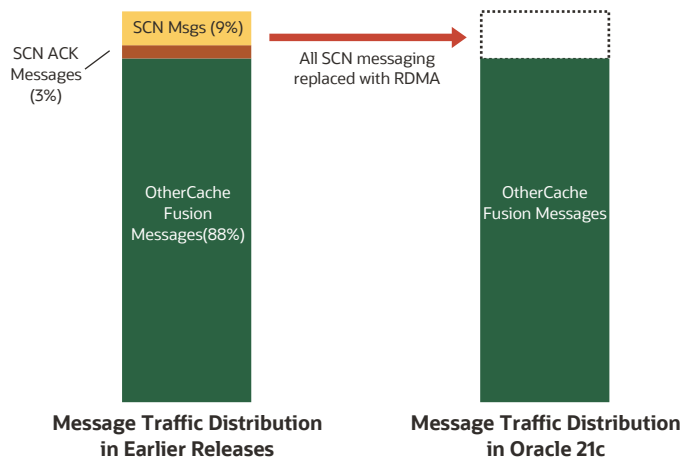 SCN Msgs (9%)
SCN ACK
Messages
(3%)
All SCN messaging
replaced with RDMA
OtherCache
Fusion
Messages(88%)
OtherCache
Fusion Messages
Message Traffic Distribution
in Earlier Releases
Message Traffic Distribution
in Oracle 21c